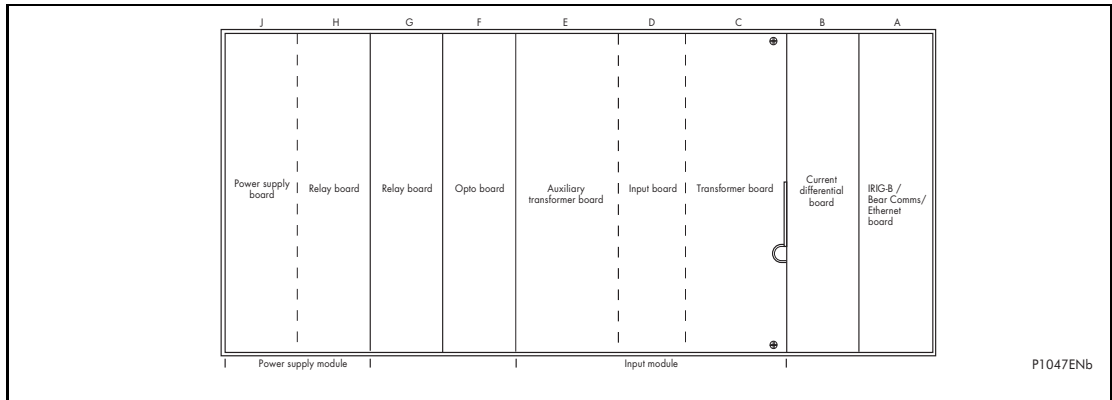 J H G F E D C B A
Power supply
board
Relay board
Relay board
Opto board
Auxiliary
transformer board
Input board
Transformer board
Current
differential
board
IRIG-B /
Bear Comms/
Ethernet
board
Power supply module
Input module
P1047ENb